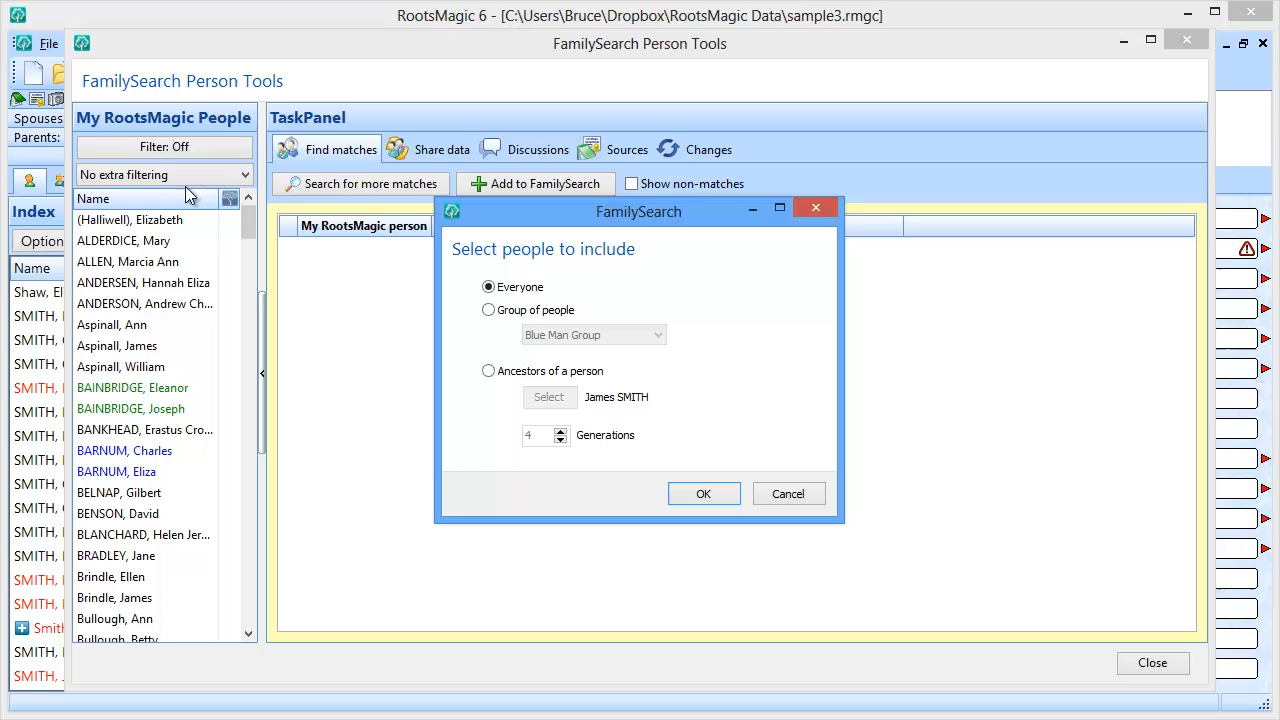 RootsMagic 6 - [C:\Users\Bruce\Dropbox\RootsMagic Data\sample3.rmgc]
File
FamilySearch Person Tools
FamilySearch Person Tools
Spouses
Parents:
Index
Option
Name
Shaw, El
SMITH,
SMITH,
SMITH,
SMITH,
SMITH,
SMITH,
SMITH,
SMITH,
SMITH,
SMITH,
SMITH,
SMITH,
SMITH,
Smith
SMITH,
SMITH,
My RootsMagic People
Filter: Off
No extra filtering
Name
(Halliwell), Elizabeth
ALDERDICE, Mary
ALLEN, Marcia Ann
ANDERSEN, Hannah Eliza
ANDERSON, Andrew Ch...
Aspinall, Ann
Aspinall, James
Aspinall, William
BAINBRIDGE, Eleanor
BAINBRIDGE, Joseph
BANKHEAD, Erastus Cro...
BARNUM, Charles
BARNUM, Eliza
BELNAP, Gilbert
BENSON, David
BLANCHARD, Helen Jer...
BRADLEY, Jane
Brindle, Ellen
Brindle, James
Bullough, Ann
Bullough, Betty
TaskPanel
Find matches Share data Discussions Sources Changes
Search for more matches Add to FamilySearch Show non-matches
My RootsMagic person
FamilySearch
Select people to include
Everyone
Group of people
Blue Man Group
Ancestors of a person
Select James SMITH
4 Generations
OK Cancel
Close